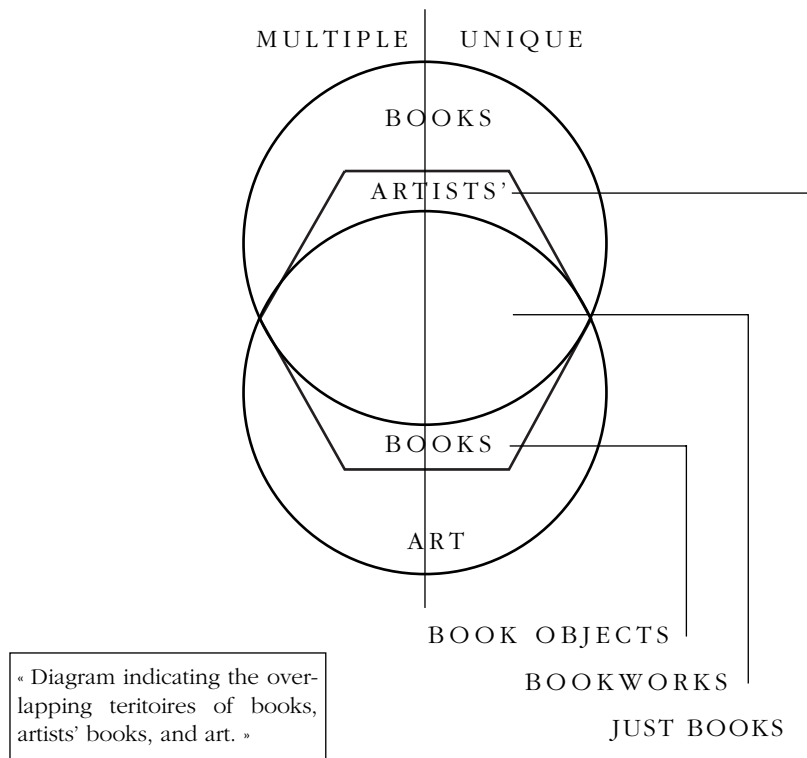 MULTIPLE UNIQUE
BOOKS
ARTISTS'
BOOKS
ART
BOOK OBJECTS
BOOKWORKS
JUST BOOKS
« Diagram indicating the over-
lapping teritoires of books,
artists' books, and art. »